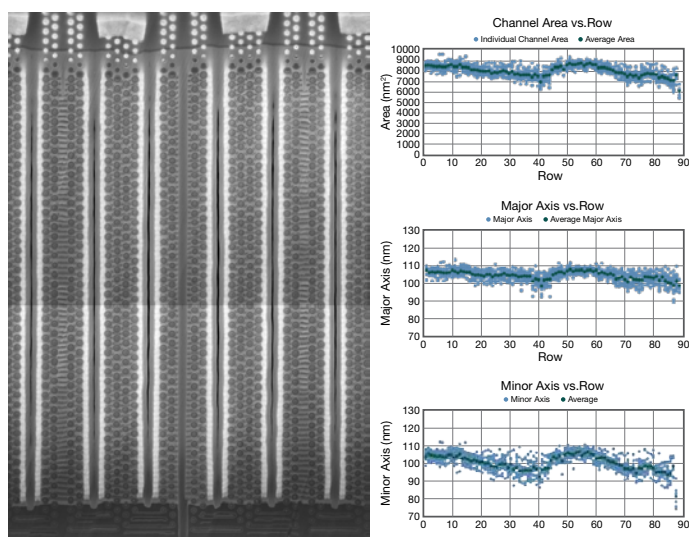 Channel Area vs.Row
Individual Channel Area
Average Area
Area (nm²)
10000
9000
8000
7000
6000
5000
4000
3000
2000
1000
0
0 10 20 30 40 50 60 70 80 90
Row
Major Axis vs.Row
Major Axis
Average Major Axis
Major Axis (nm)
130
120
110
100
90
80
70
0 10 20 30 40 50 60 70 80 90
Row
Minor Axis vs.Row
Minor Axis
Average
Minor Axis (nm)
130
120
110
100
90
80
70
0 10 20 30 40 50 60 70 80 90